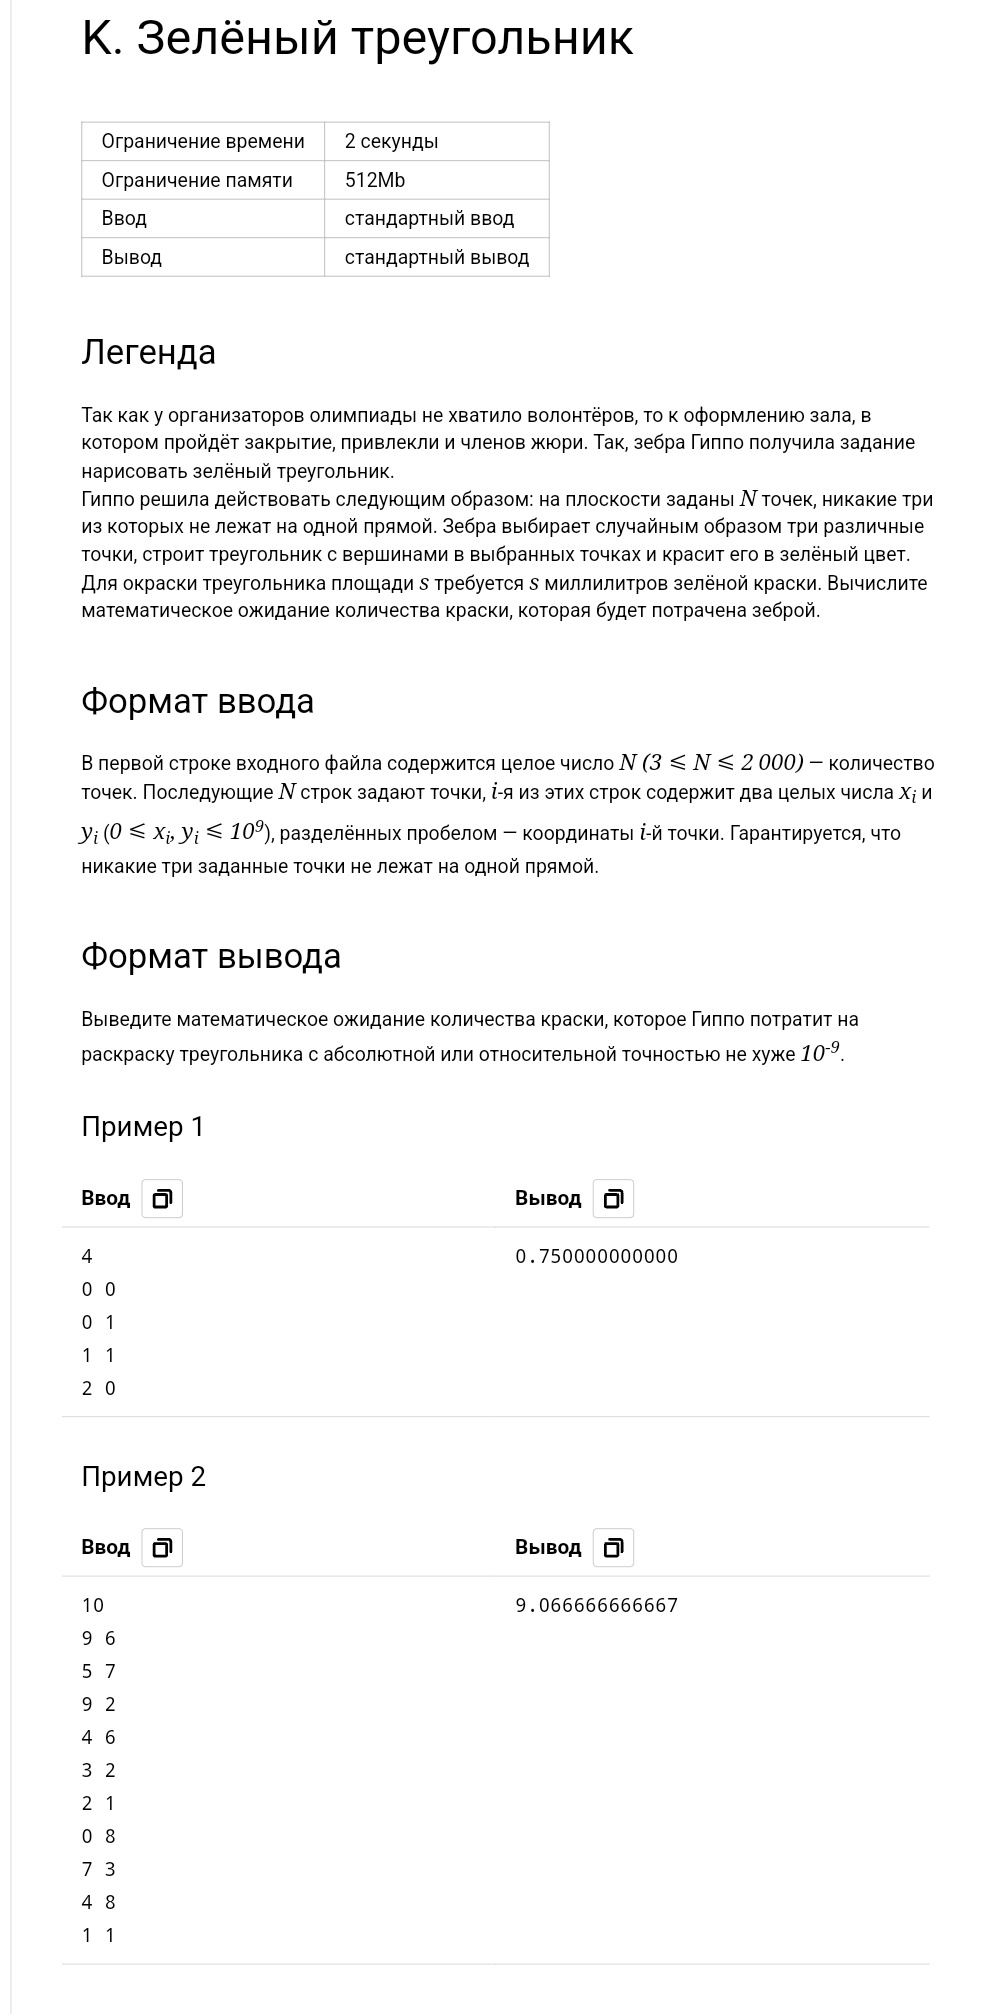 K. Зелёный треугольник
Ограничение времени 2 секунды
Ограничение памяти 512Mb
Ввод стандартный ввод
Вывод стандартный вывод
Легенда
Так как у организаторов олимпиады не хватило волонтёров, то к оформлению зала, в
котором пройдёт закрытие, привлекли и членов жюри. Так, зебра Гиппо получила задание
нарисовать зелёный треугольник.
Гиппо решила действовать следующим образом: на плоскости заданы N точек, никакие три
из которых не лежат на одной прямой. Зебра выбирает случайным образом три различные
точки, строит треугольник с вершинами в выбранных точках и красит его в зелёный цвет.
Для окраски треугольника площади s требуется s миллилитров зелёной краски. Вычислите
математическое ожидание количества краски, которая будет потрачена зеброй.
Формат ввода
В первой строке входного файла содержится целое число N (3 ⩽ N ⩽ 2 000) — количество
точек. Последующие N строк задают точки, i-я из этих строк содержит два целых числа xᵢ и
yᵢ (0 ⩽ xᵢ, yᵢ ⩽ 10⁹), разделённых пробелом — координаты i-й точки. Гарантируется, что
никакие три заданные точки не лежат на одной прямой.
Формат вывода
Выведите математическое ожидание количества краски, которое Гиппо потратит на
раскраску треугольника с абсолютной или относительной точностью не хуже 10⁻⁹.
Пример 1
Ввод Вывод
4 0.750000000000
0 0
0 1
1 1
2 0
Пример 2
Ввод Вывод
10 9.066666666667
9 6
5 7
9 2
4 6
3 2
2 1
0 8
7 3
4 8
1 1